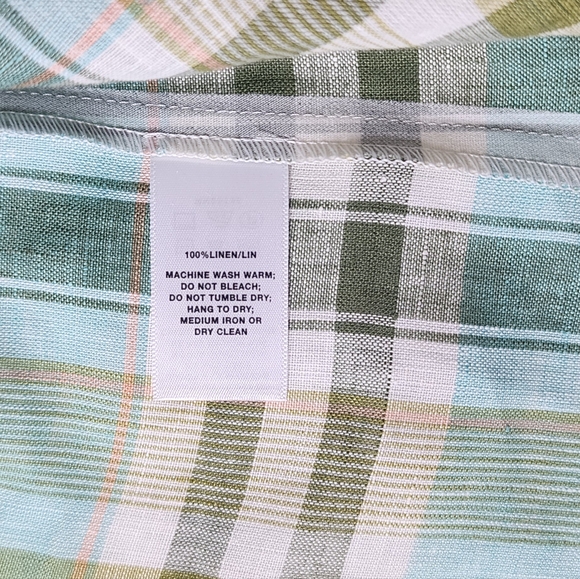 100%LINEN/LIN
MACHINE WASH WARM;
DO NOT BLEACH;
DO NOT TUMBLE DRY;
HANG TO DRY;
MEDIUM IRON OR
DRY CLEAN